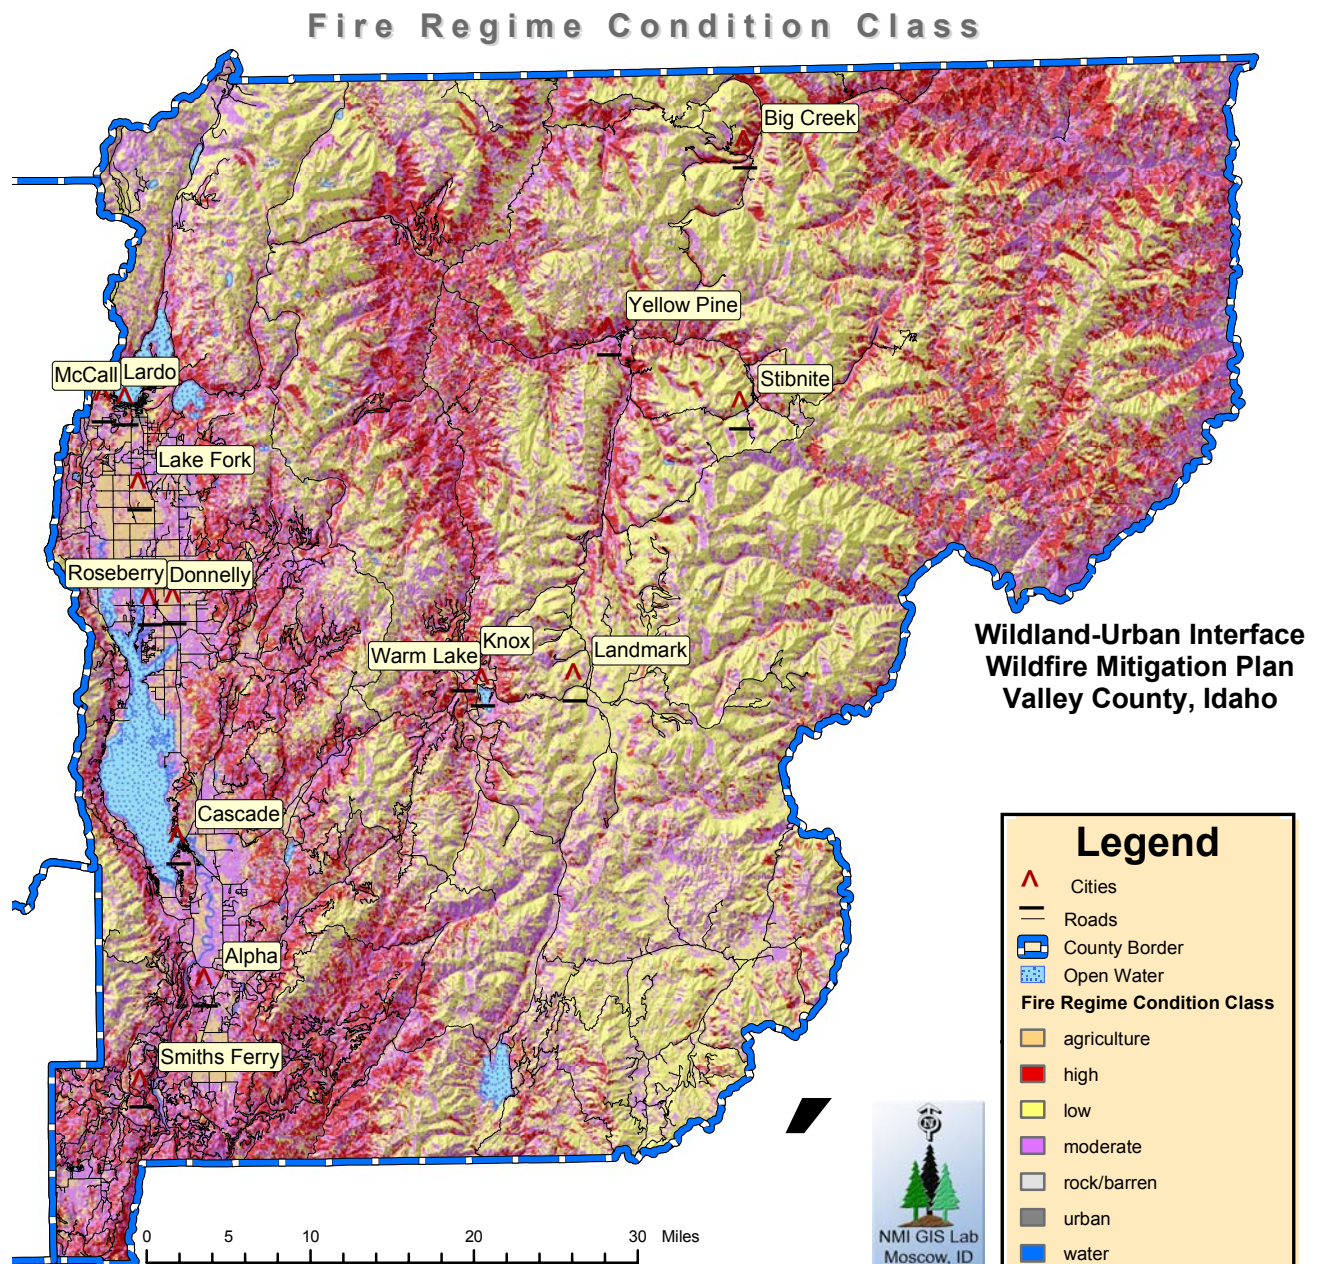 Fire Regime Condition Class
Big Creek
Yellow Pine
McCall
Lardo
Stibnite
Lake Fork
Roseberry
Donnelly
Wildland-Urban Interface
Wildfire Mitigation Plan
Valley County, Idaho
Knox
Warm Lake
Landmark
Cascade
Alpha
Smiths Ferry
Legend
Cities
Roads
County Border
Open Water
Fire Regime Condition Class
agriculture
high
low
moderate
rock/barren
urban
water
N
NMI GIS Lab
Moscow, ID
0 5 10 20 30 Miles